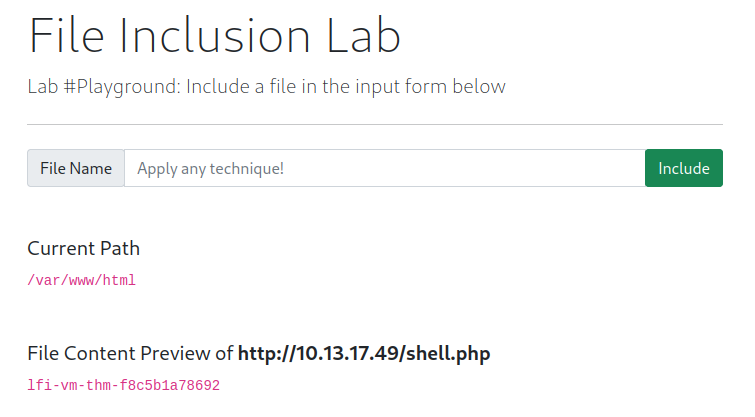 File Inclusion Lab
Lab #Playground: Include a file in the input form below
File Name Apply any technique! Include
Current Path
/var/www/html
File Content Preview of http://10.13.17.49/shell.php
lfi-vm-thm-f8c5b1a78692